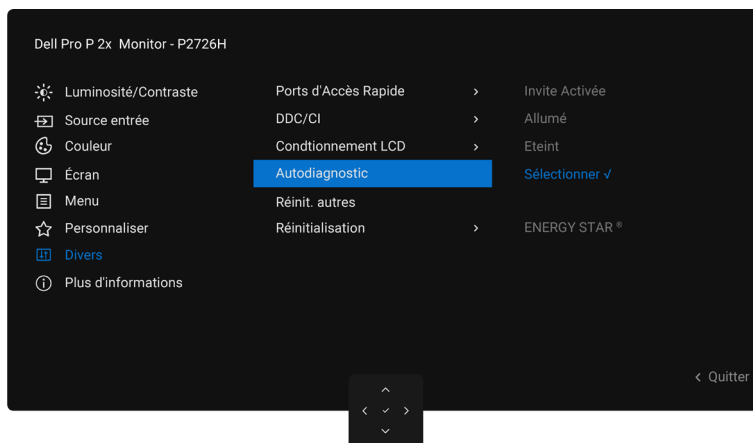 Dell Pro P 2x Monitor - P2726H
Luminosité/Contraste
Source entrée
Couleur
Écran
Menu
Personnaliser
Divers
Plus d'informations
Ports d'Accès Rapide >
DDC/CI >
Condtionnement LCD >
Autodiagnostic
Réinit. autres
Réinitialisation >
Invite Activée
Allumé
Eteint
Sélectionner √
ENERGY STAR ®
< Quitter